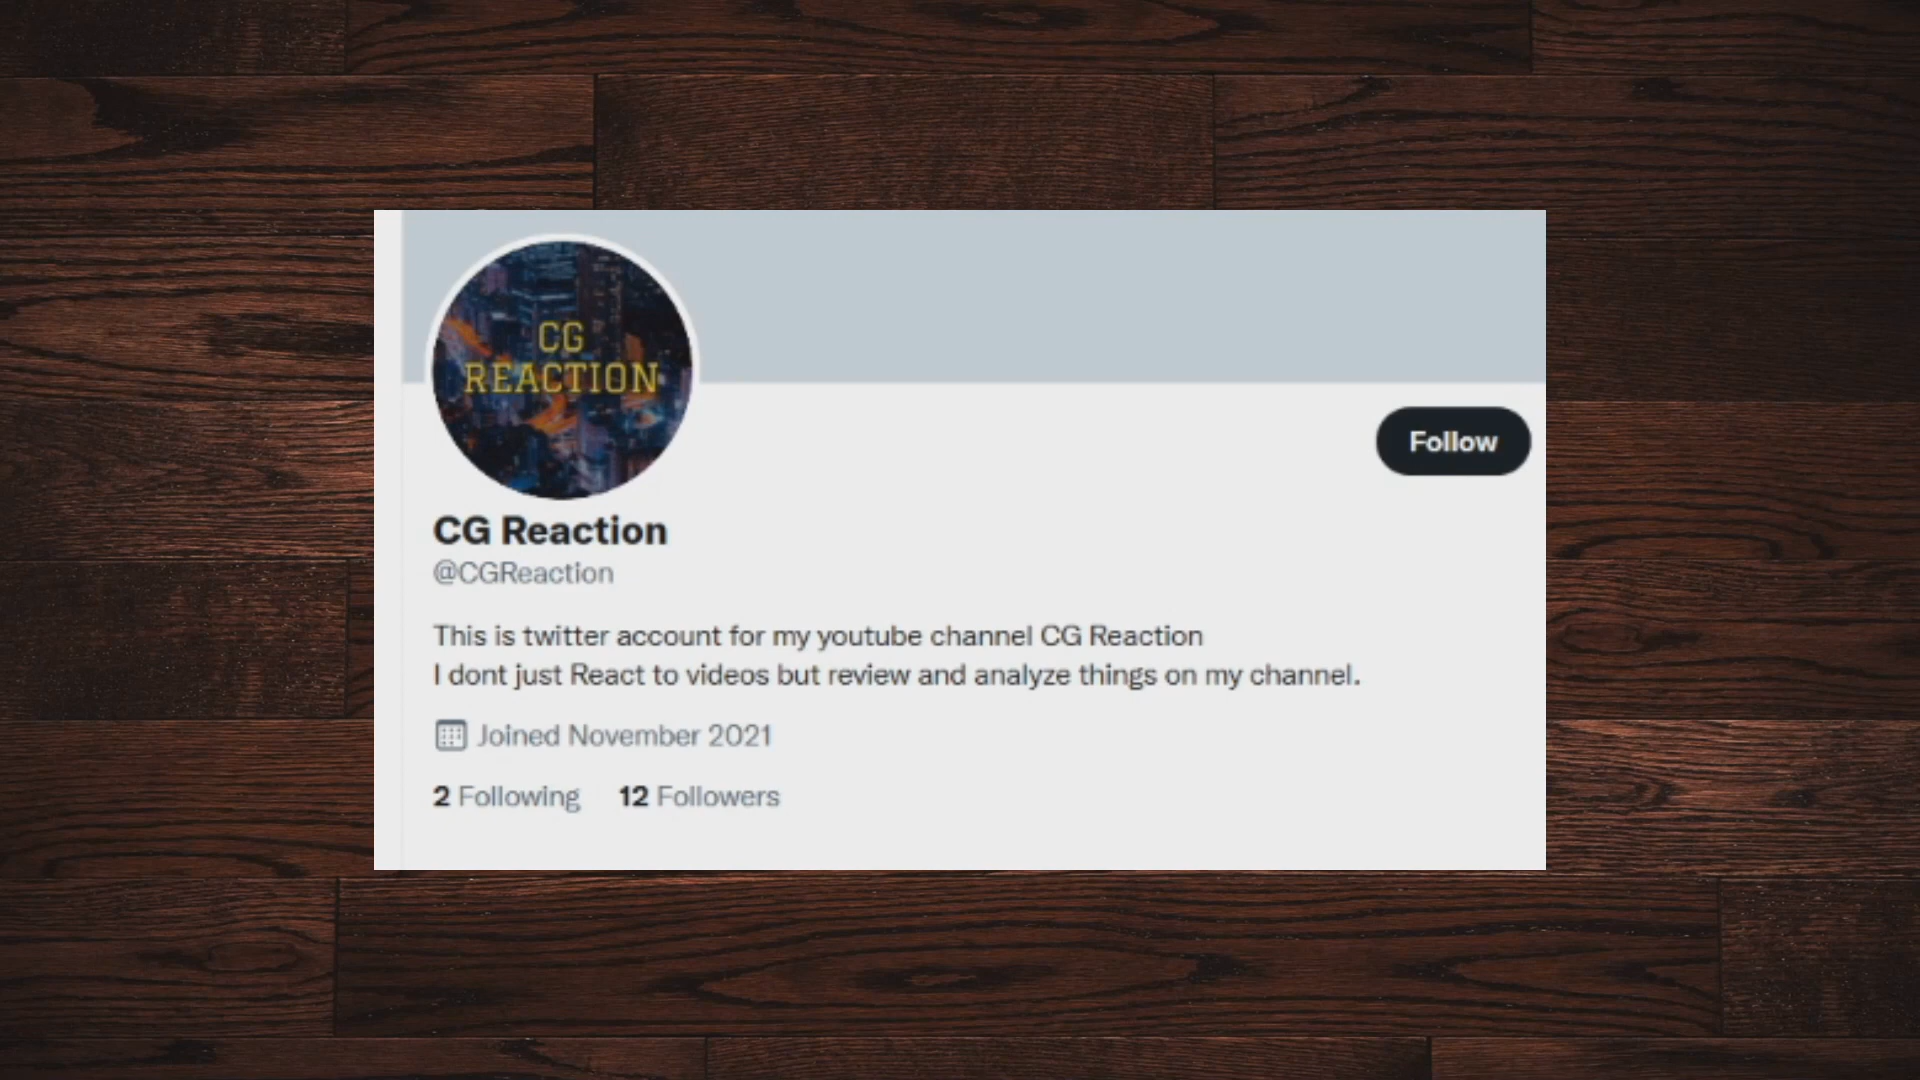 CG
REACTION
Follow
CG Reaction
@CGReaction
This is twitter account for my youtube channel CG Reaction
I dont just React to videos but review and analyze things on my channel.
Joined November 2021
2 Following 12 Followers